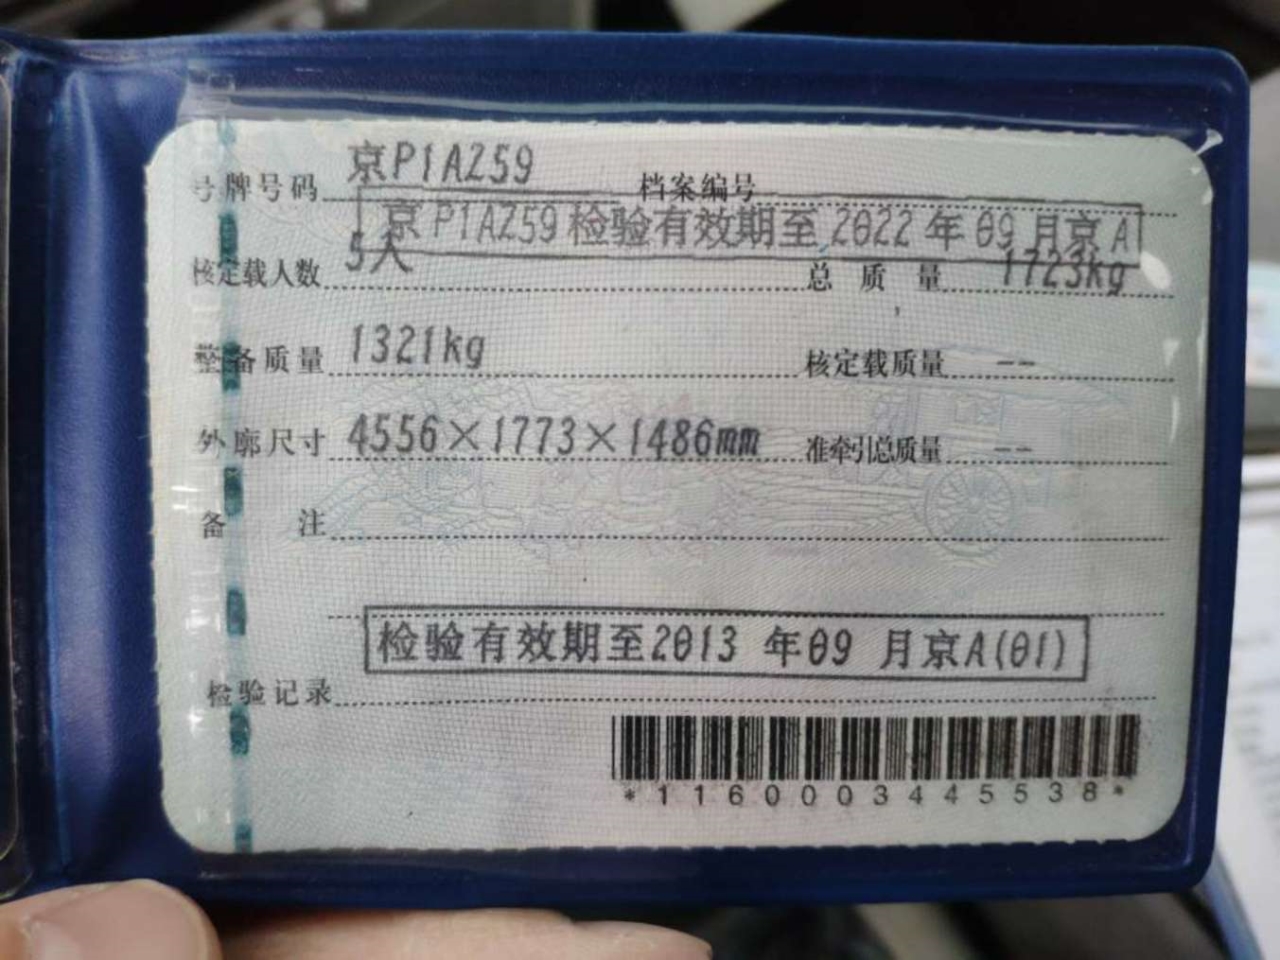 号牌号码 京P1AZ59 档案编号
京P1AZ59检验有效期至2022年09月京A
核定载人数 5人 总质量 1723kg
整备质量 1321kg 核定载质量 --
外廓尺寸 4556×1773×1486mm 准牵引总质量 --
备注
检验有效期至2013 年09 月京A(01)
检验记录
*1160003445538*